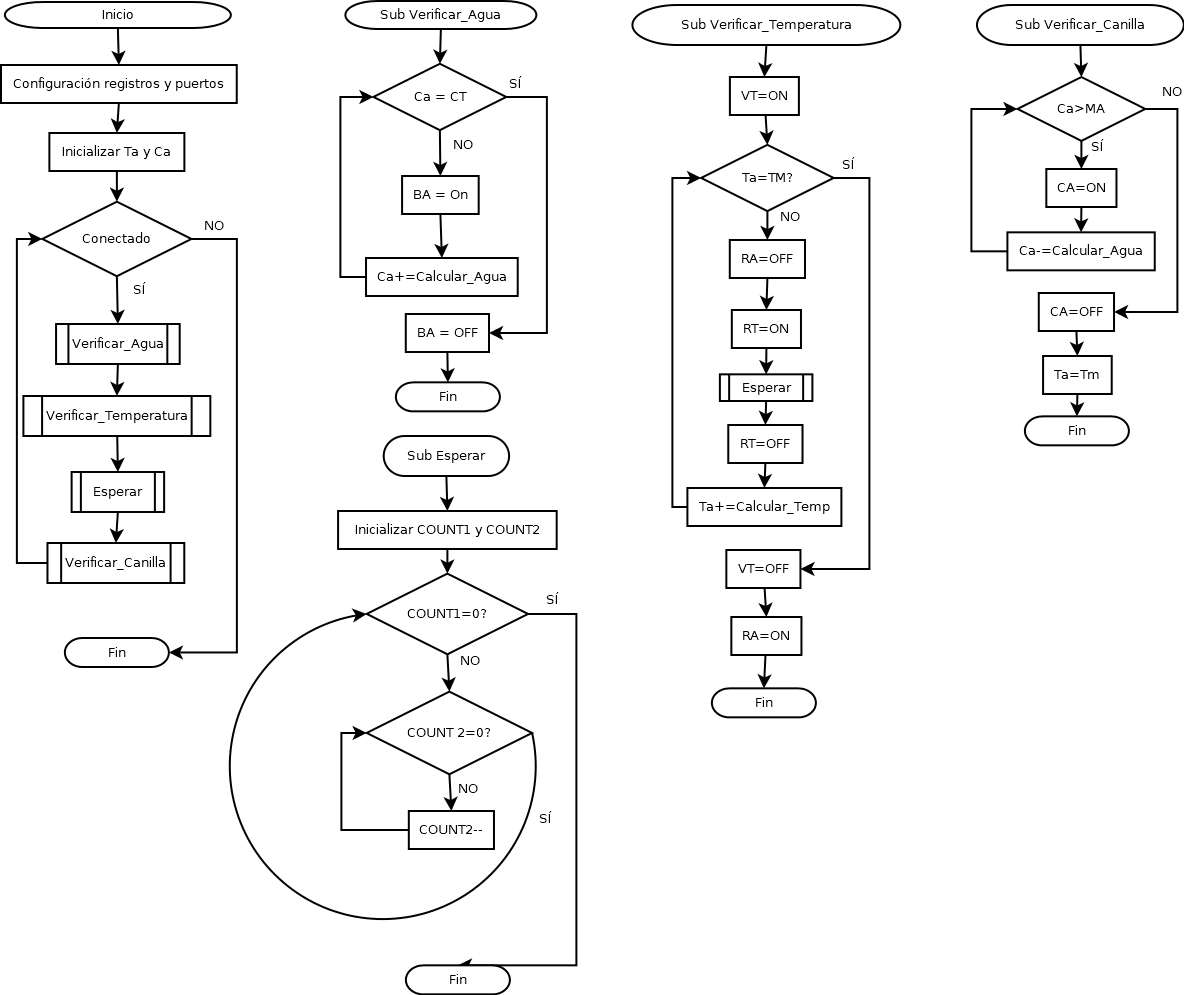 Inicio
Configuración registros y puertos
Inicializar Ta y Ca
Conectado
NO
SÍ
Verificar_Agua
Verificar_Temperatura
Esperar
Verificar_Canilla
Fin
Sub Verificar_Agua
Ca = CT
SÍ
NO
BA = On
Ca+=Calcular_Agua
BA = OFF
Fin
Sub Esperar
Inicializar COUNT1 y COUNT2
COUNT1=0?
SÍ
NO
COUNT 2=0?
NO
SÍ
COUNT2--
Fin
Sub Verificar_Temperatura
VT=ON
Ta=TM?
SÍ
NO
RA=OFF
RT=ON
Esperar
RT=OFF
Ta+=Calcular_Temp
VT=OFF
RA=ON
Fin
Sub Verificar_Canilla
Ca>MA
NO
SÍ
CA=ON
Ca-=Calcular_Agua
CA=OFF
Ta=Tm
Fin